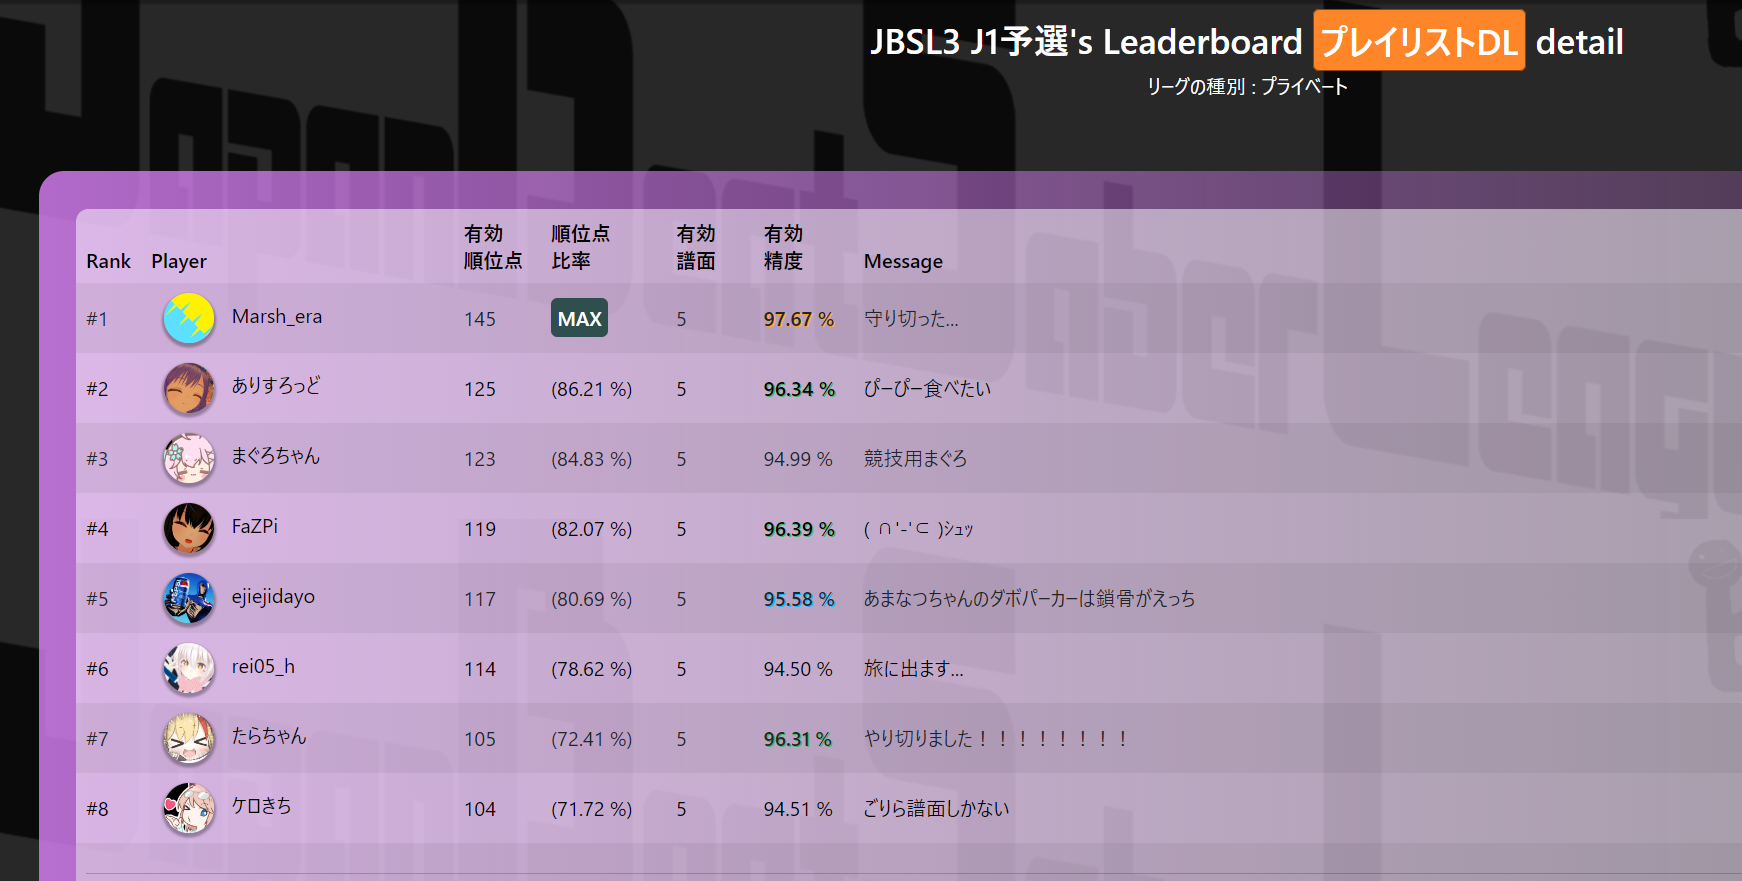 JBSL3 J1予選's Leaderboard プレイリストDL detail
リーグの種別 : プライベート
Rank Player 有効順位点 順位点比率 有効譜面 有効精度 Message
#1 Marsh_era 145 MAX 5 97.67 % 守り切った...
#2 ありすろっど 125 (86.21 %) 5 96.34 % ぴーぴー食べたい
#3 まぐろちゃん 123 (84.83 %) 5 94.99 % 競技用まぐろ
#4 FaZPi 119 (82.07 %) 5 96.39 % ( ∩'-'⊂ )ｼｭｯ
#5 ejiejidayo 117 (80.69 %) 5 95.58 % あまなつちゃんのダボパーカーは鎖骨がえっち
#6 rei05_h 114 (78.62 %) 5 94.50 % 旅に出ます...
#7 たらちゃん 105 (72.41 %) 5 96.31 % やり切りました！！！！！！！！
#8 ケロきち 104 (71.72 %) 5 94.51 % ごりら譜面しかない
Japan Beat Saber League